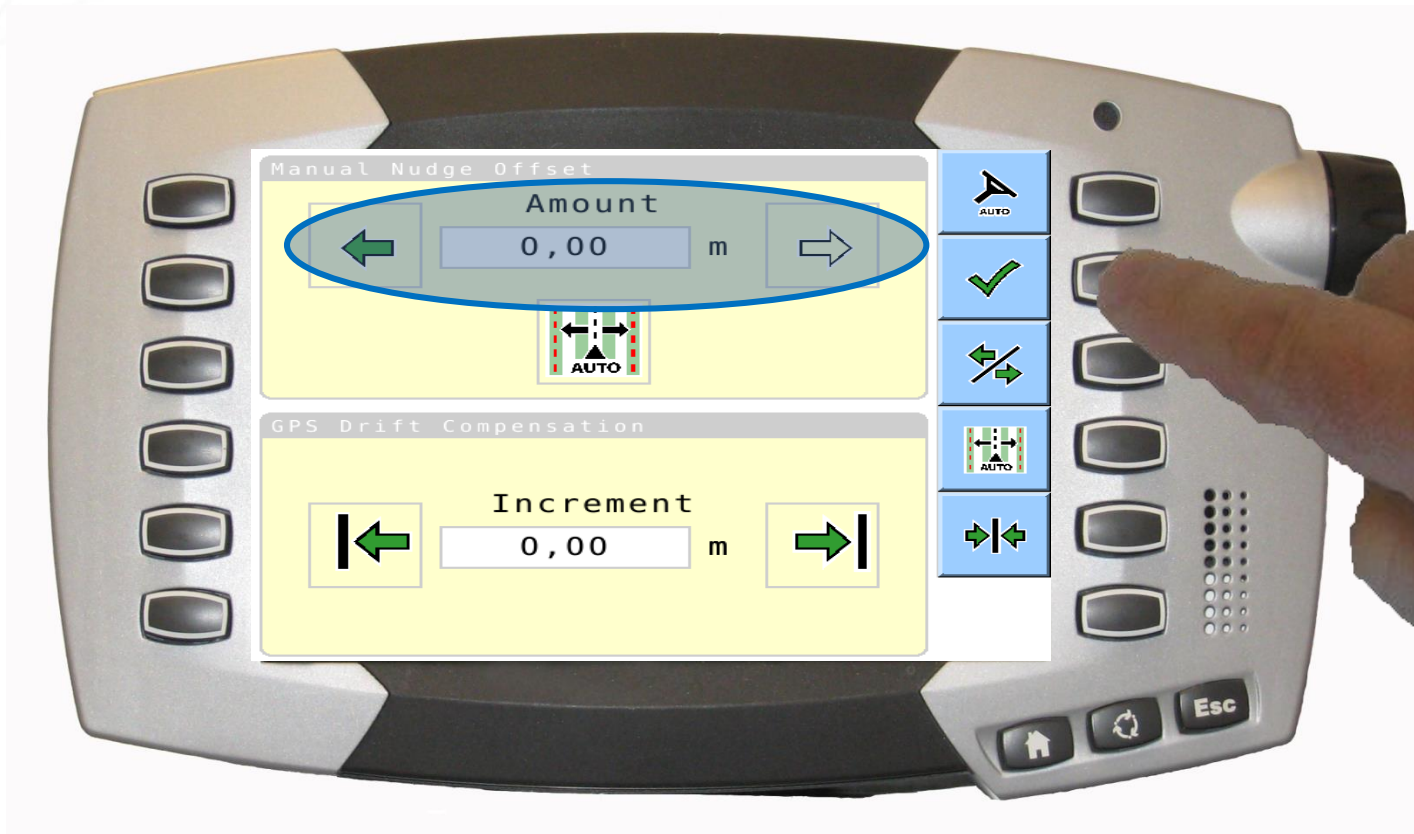 Manual Nudge Offset
Amount
0,00 m
AUTO
GPS Drift Compensation
Increment
0,00 m
AUTO
AUTO
Esc